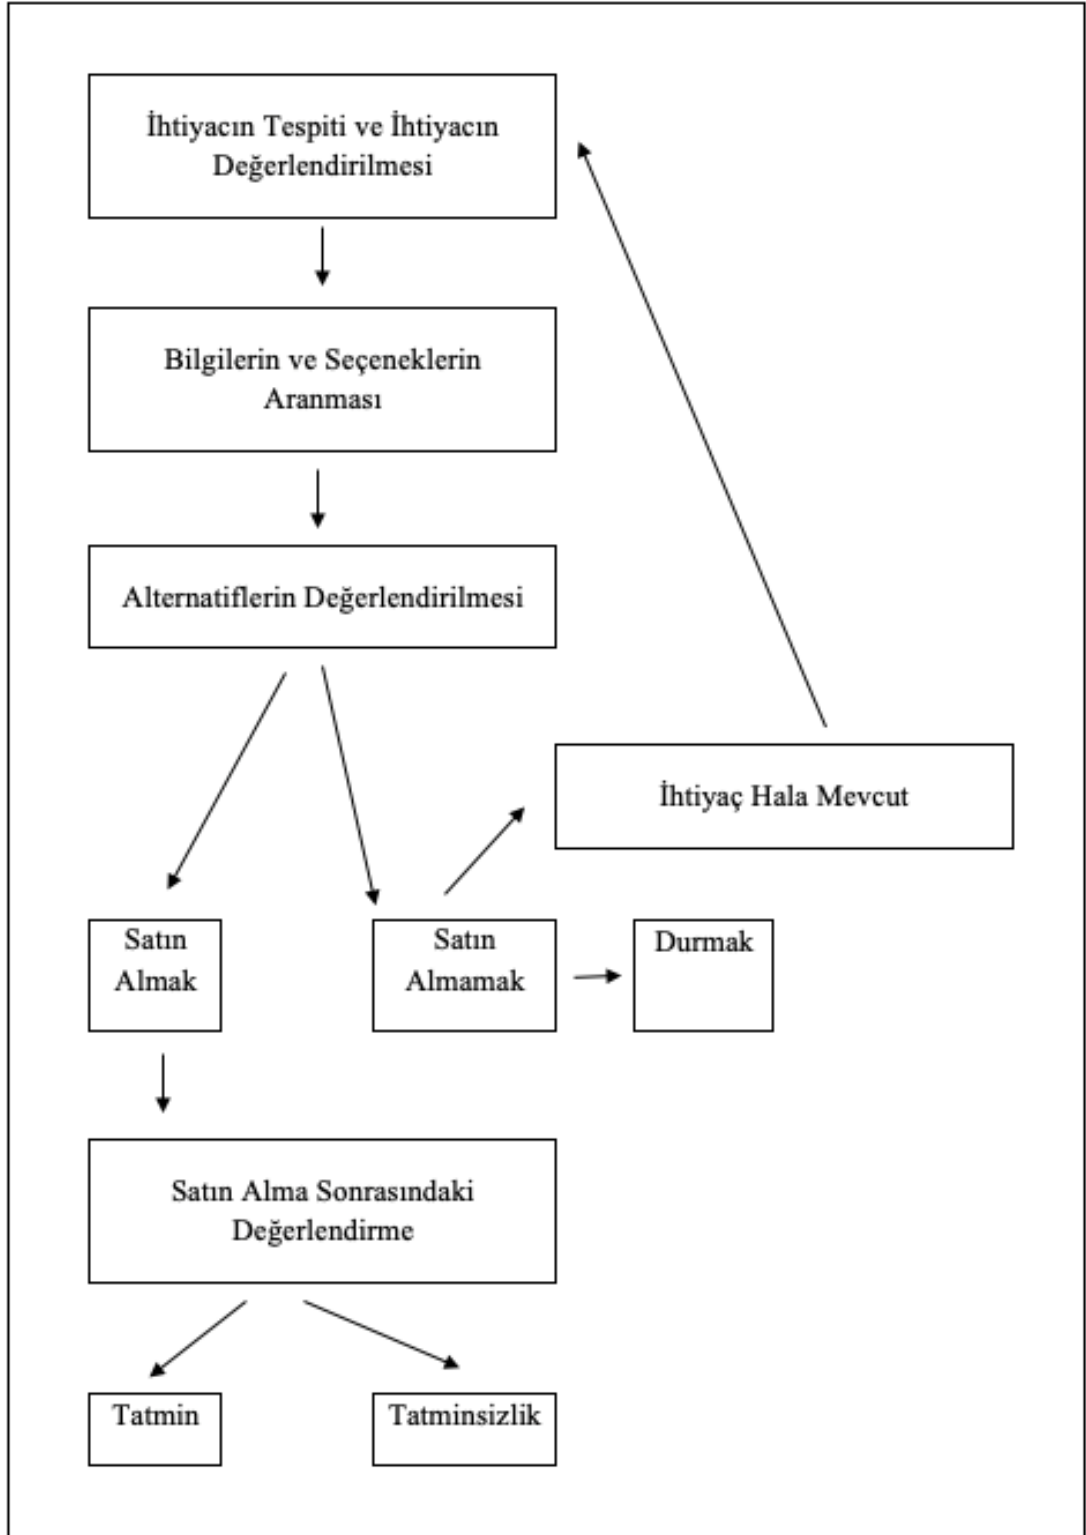 İhtiyacın Tespiti ve İhtiyacın
Değerlendirilmesi
Bilgilerin ve Seçeneklerin
Aranması
Alternatiflerin Değerlendirilmesi
İhtiyaç Hala Mevcut
Satın
Almak
Satın
Almamak
Durmak
Satın Alma Sonrasındaki
Değerlendirme
Tatmin
Tatminsizlik